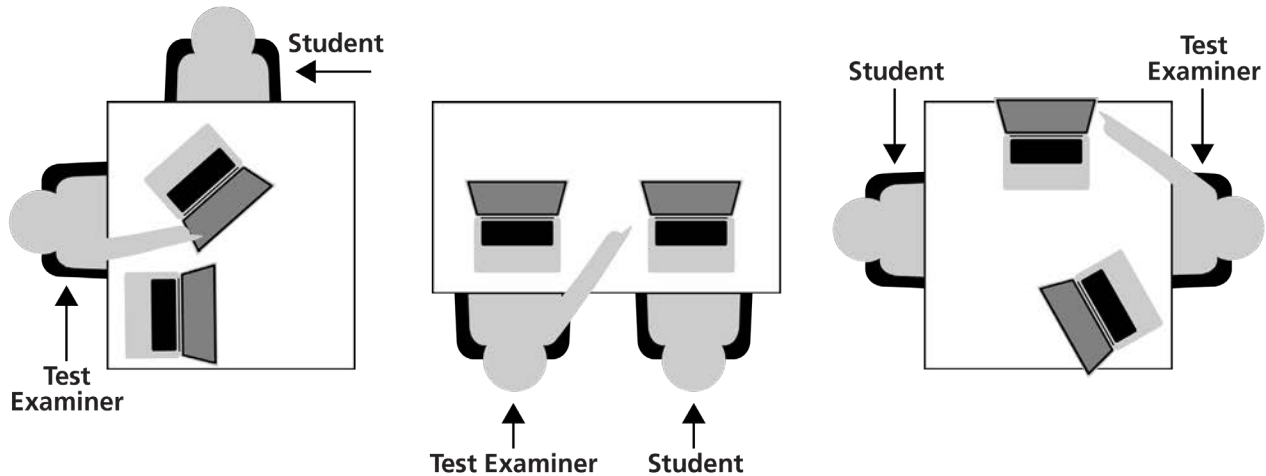 Student
Test
Examiner
Test Examiner
Student
Student
Test
Examiner